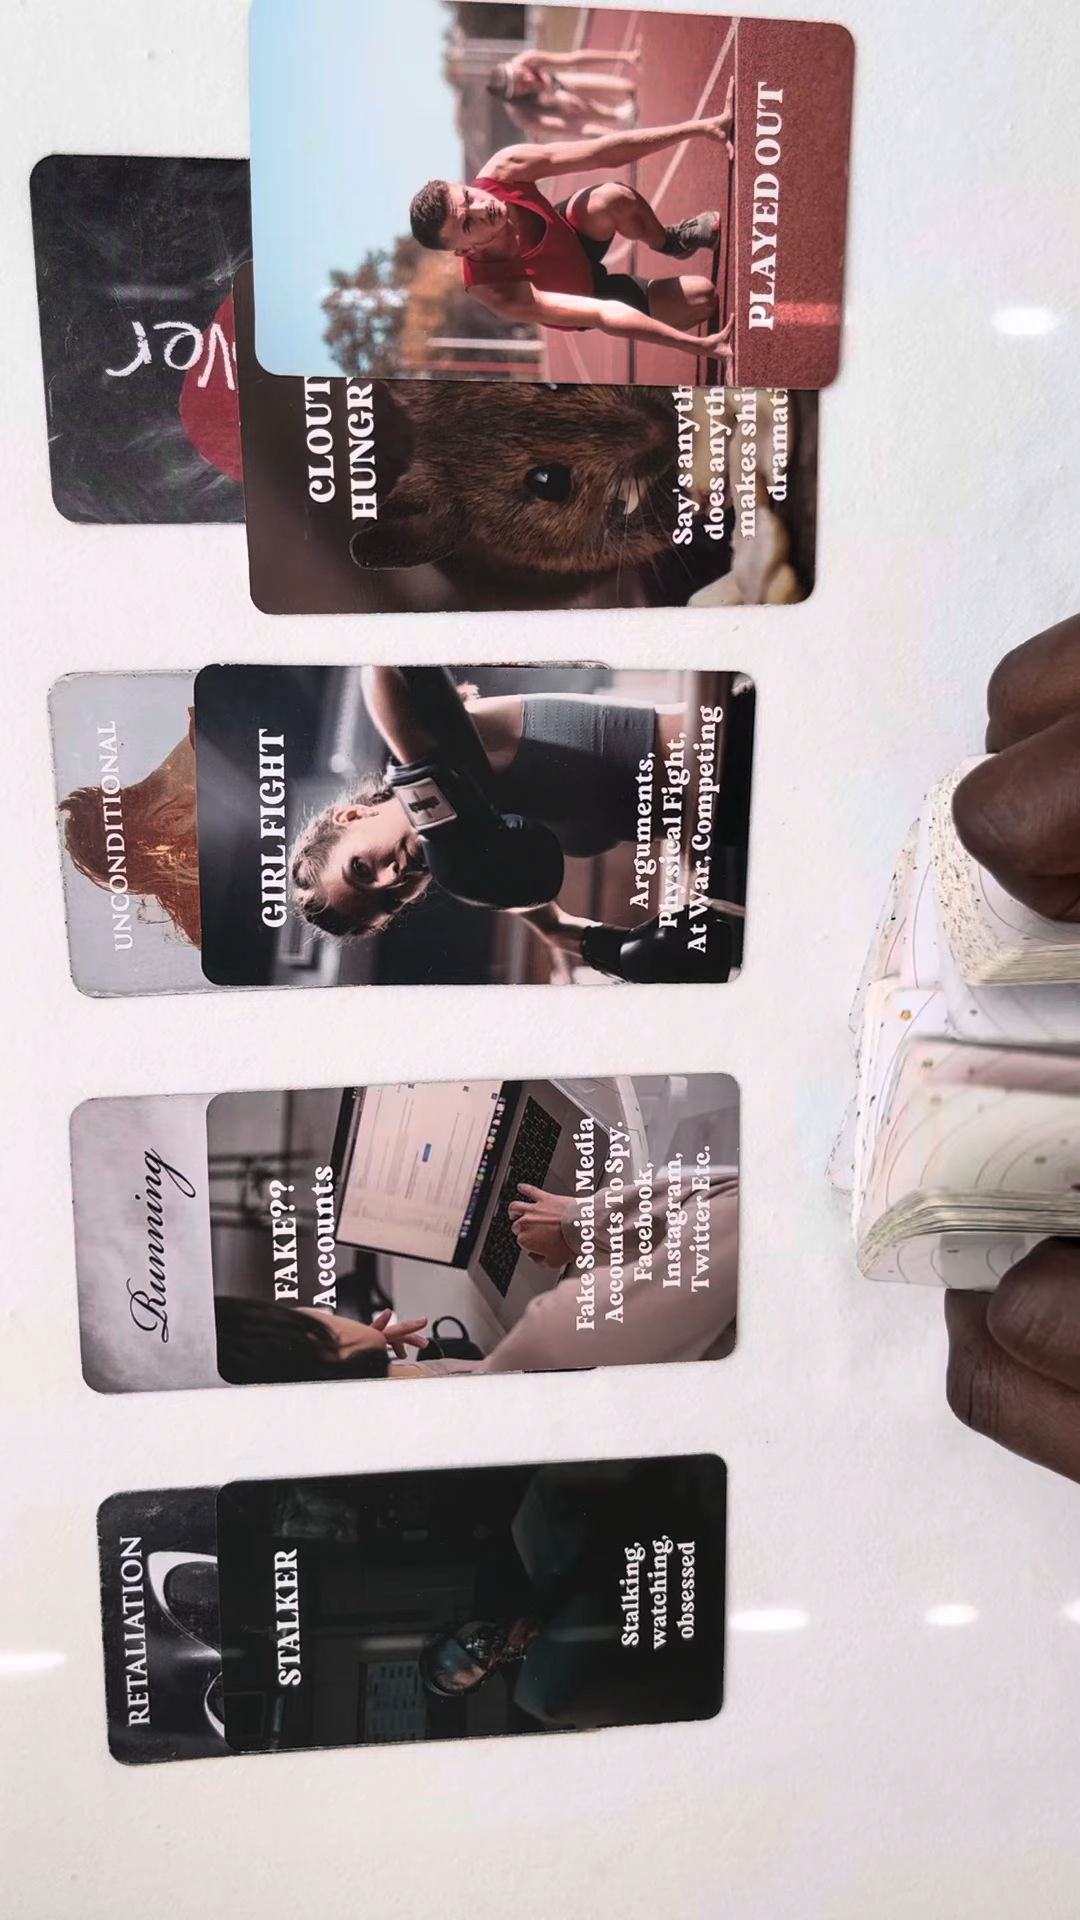 RETALIATION
STALKER
Stalking,
watching,
obsessed
Running
FAKE??
Accounts
Fake Social Media
Accounts To Spy.
Facebook,
Instagram,
Twitter Etc.
UNCONDITIONAL
GIRL FIGHT
Arguments,
Physical Fight,
At War, Competing
CLOUT
HUNGR
Say's anyth
does anyth
makes shi
dramati
PLAYED OUT